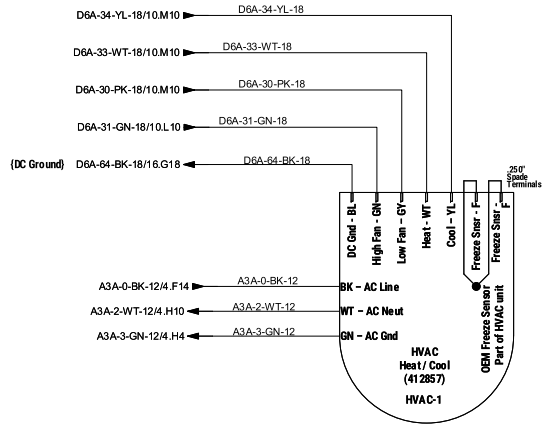 D6A-34-YL-18/10.M10
D6A-34-YL-18
D6A-33-WT-18/10.M10
D6A-33-WT-18
D6A-30-PK-18/10.M10
D6A-30-PK-18
D6A-31-GN-18/10.L10
D6A-31-GN-18
{DC Ground}
D6A-64-BK-18/16.G18
D6A-64-BK-18
.250"
Spade
Terminals
DC Gnd - BL
High Fan - GN
Low Fan - GY
Heat - WT
Cool - YL
Freeze Snsr - F
Freeze Snsr -
F
A3A-0-BK-12/4.F14
A3A-0-BK-12
BK – AC Line
A3A-2-WT-12/4.H10
A3A-2-WT-12
WT – AC Neut
A3A-3-GN-12/4.H4
A3A-3-GN-12
GN – AC Gnd
OEM Freeze Sensor
Part of HVAC unit
HVAC
Heat / Cool
(412857)
HVAC-1